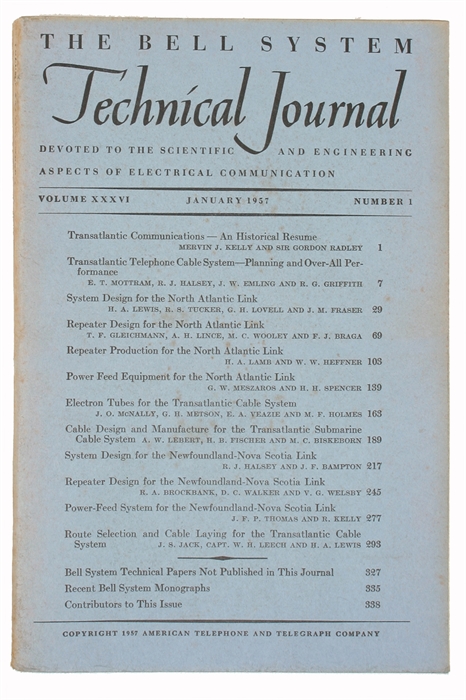 THE BELL SYSTEM
Technical Journal
DEVOTED TO THE SCIENTIFIC AND ENGINEERING
ASPECTS OF ELECTRICAL COMMUNICATION
VOLUME XXXVI JANUARY 1957 NUMBER 1
Transatlantic Communications — An Historical Resume
MERVIN J. KELLY AND SIR GORDON RADLEY 1
Transatlantic Telephone Cable System—Planning and Over-All Per-
formance
E. T. MOTTRAM, R. J. HALSEY, J. W. EMLING AND R. G. GRIFFITH 7
System Design for the North Atlantic Link
H. A. LEWIS, R. S. TUCKER, G. H. LOVELL AND J. M. FRASER 29
Repeater Design for the North Atlantic Link
T. F. GLEICHMANN, A. H. LINCE, M. C. WOOLEY AND F. J. BRAGA 69
Repeater Production for the North Atlantic Link
H. A. LAMB AND W. W. HEFFNER 103
Power Feed Equipment for the North Atlantic Link
G. W. MESZAROS AND H. H. SPENCER 139
Electron Tubes for the Transatlantic Cable System
J. O. McNALLY, G. H. METSON, E. A. VEAZIE AND M. F. HOLMES 163
Cable Design and Manufacture for the Transatlantic Submarine
Cable System A. W. LEBERT, H. B. FISCHER AND M. C. BISKEBORN 189
System Design for the Newfoundland-Nova Scotia Link
R. J. HALSEY AND J. F. BAMPTON 217
Repeater Design for the Newfoundland-Nova Scotia Link
R. A. BROCKBANK, D. C. WALKER AND V. G. WELSBY 245
Power-Feed System for the Newfoundland-Nova Scotia Link
J. F. P. THOMAS AND R. KELLY 277
Route Selection and Cable Laying for the Transatlantic Cable
System J. S. JACK, CAPT. W. H. LEECH AND H. A. LEWIS 293
Bell System Technical Papers Not Published in This Journal 327
Recent Bell System Monographs 335
Contributors to This Issue 338
COPYRIGHT 1957 AMERICAN TELEPHONE AND TELEGRAPH COMPANY